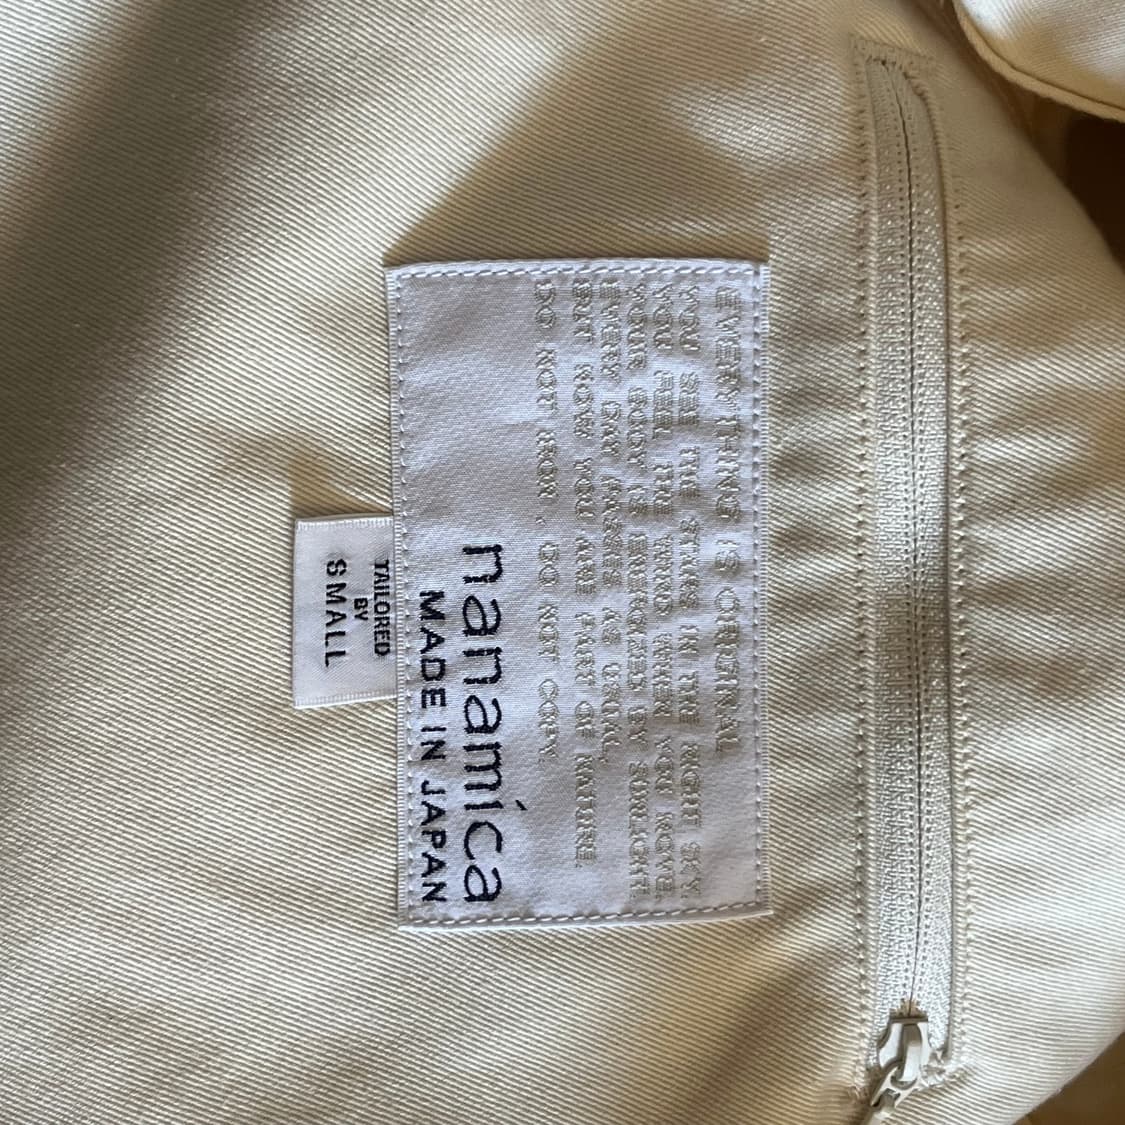 EVERYTHING IS ORIGINAL
YOU SEE THE STARS IN THE NIGHT SKY.
YOU FEEL THE WIND WHEN YOU MOVE
YOUR BODY IS ENERGIZED BY SUNLIGHT.
EVERY DAY PASSES AS USUAL,
BUT NOW YOU ARE PART OF NATURE.
DO NOT IRON, DO NOT COPY.
nanamíca
MADE IN JAPAN
TAILORED
BY
SMALL